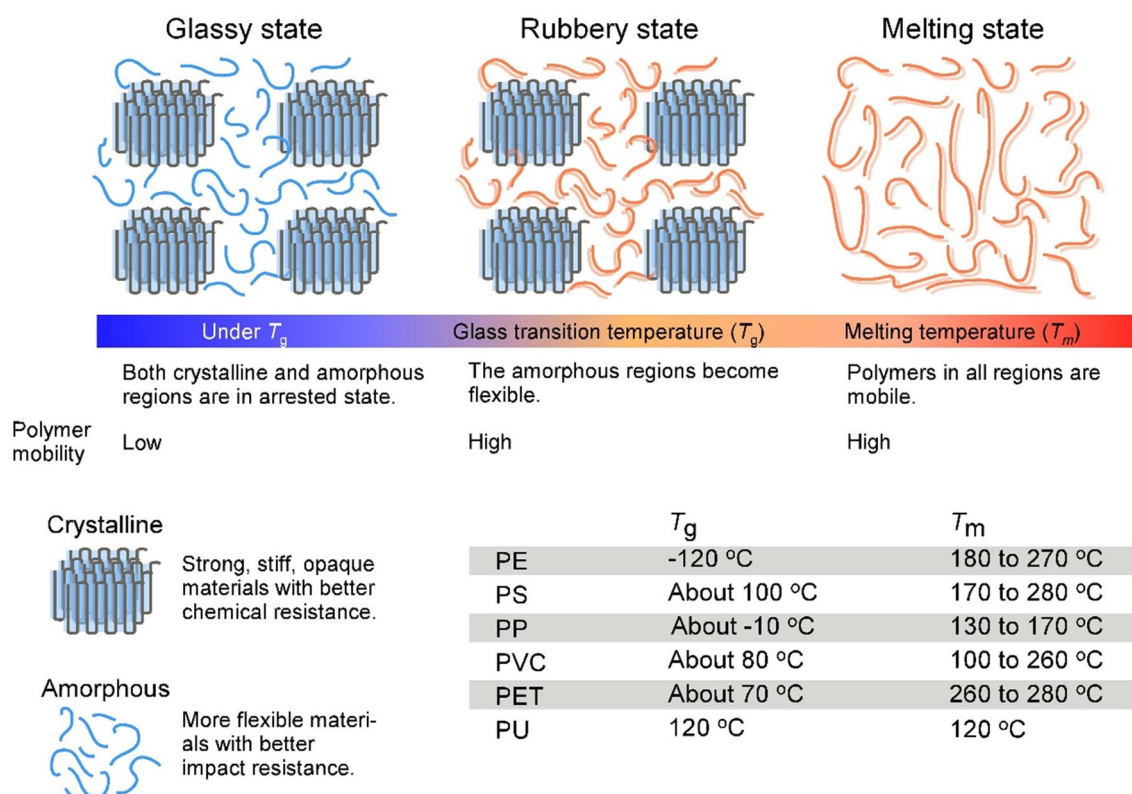 Glassy state
Rubbery state
Melting state
Under Tg
Glass transition temperature (Tg)
Melting temperature (Tm)
Both crystalline and amorphous
regions are in arrested state.
The amorphous regions become
flexible.
Polymers in all regions are
mobile.
Polymer
mobility
Low
High
High
Crystalline
Strong, stiff, opaque
materials with better
chemical resistance.
Amorphous
More flexible materi-
als with better
impact resistance.
Tg Tm
PE -120 °C 180 to 270 °C
PS About 100 °C 170 to 280 °C
PP About -10 °C 130 to 170 °C
PVC About 80 °C 100 to 260 °C
PET About 70 °C 260 to 280 °C
PU 120 °C 120 °C